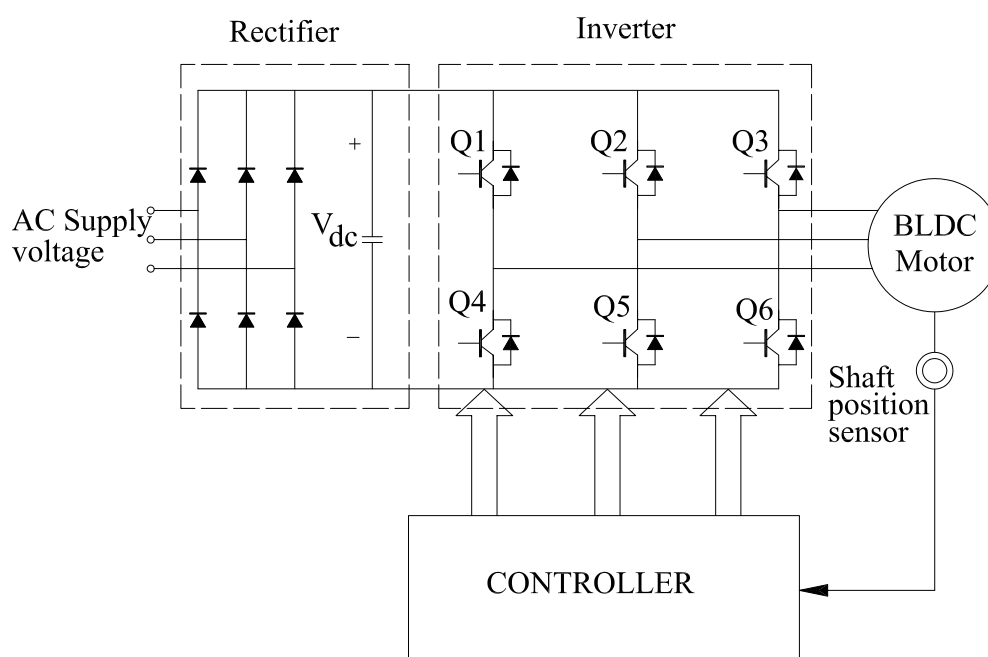 Rectifier
Inverter
Q1
Q2
Q3
+
AC Supply
voltage
Vdc
BLDC
Motor
Q4
Q5
Q6
−
Shaft
position
sensor
CONTROLLER